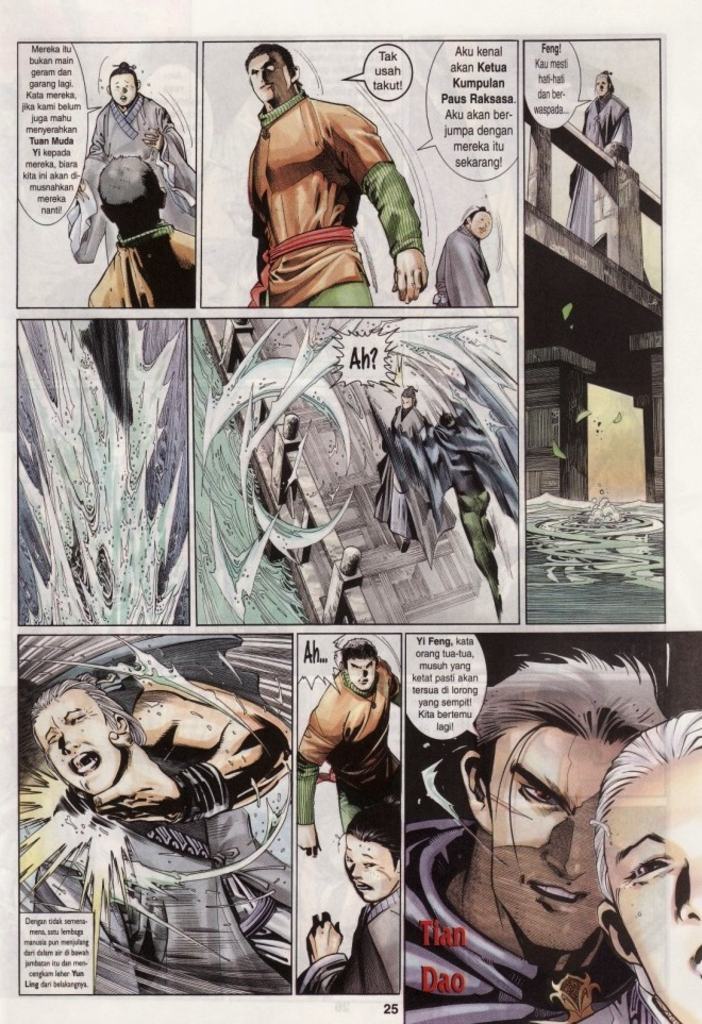 Mereka itu
bukan main
geram dan
garang lagi.
Kata mereka,
jika kami belum
juga mahu
menyerahkan
Tuan Muda
Yi kepada
mereka, biara
kita ini akan di-
musnahkan
mereka
nanti!
Tak
usah
takut!
Aku kenal
akan Ketua
Kumpulan
Paus Raksasa.
Aku akan ber-
jumpa dengan
mereka itu
sekarang!
Feng!
Kau mesti
hati-hati
dan ber-
waspada...
Ah?
Dengan tidak semena-
mena, satu lembaga
manusia pun menjulang
dari dalam air di bawah
jambatan itu dan men-
cengkam leher Yun
Ling dari belakangnya.
Ah...
Yi Feng, kata
orang tua-tua,
musuh yang
ketat pasti akan
tersua di lorong
yang sempit!
Kita bertemu
lagi!
Tian
Dao
25